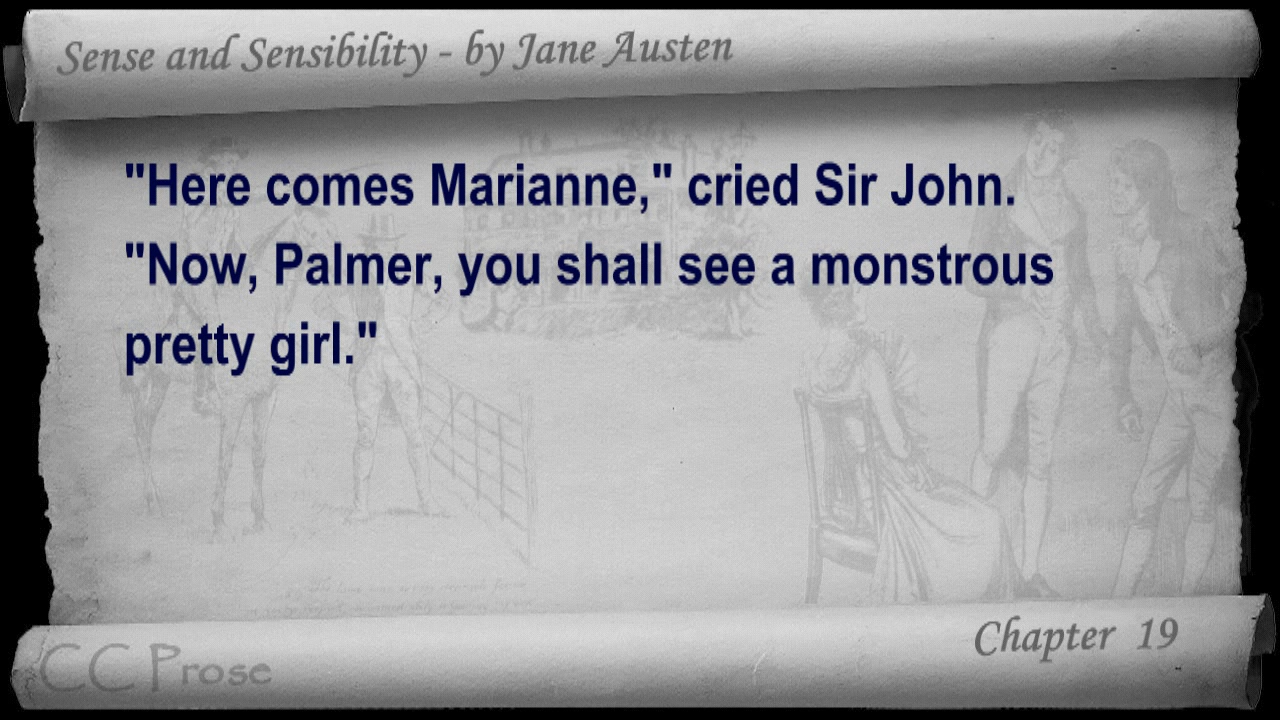 Sense and Sensibility - by Jane Austen
"Here comes Marianne," cried Sir John.
"Now, Palmer, you shall see a monstrous
pretty girl."
Chapter 19
CC Prose